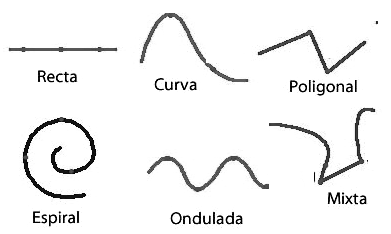 Recta
Curva
Poligonal
Espiral
Ondulada
Mixta